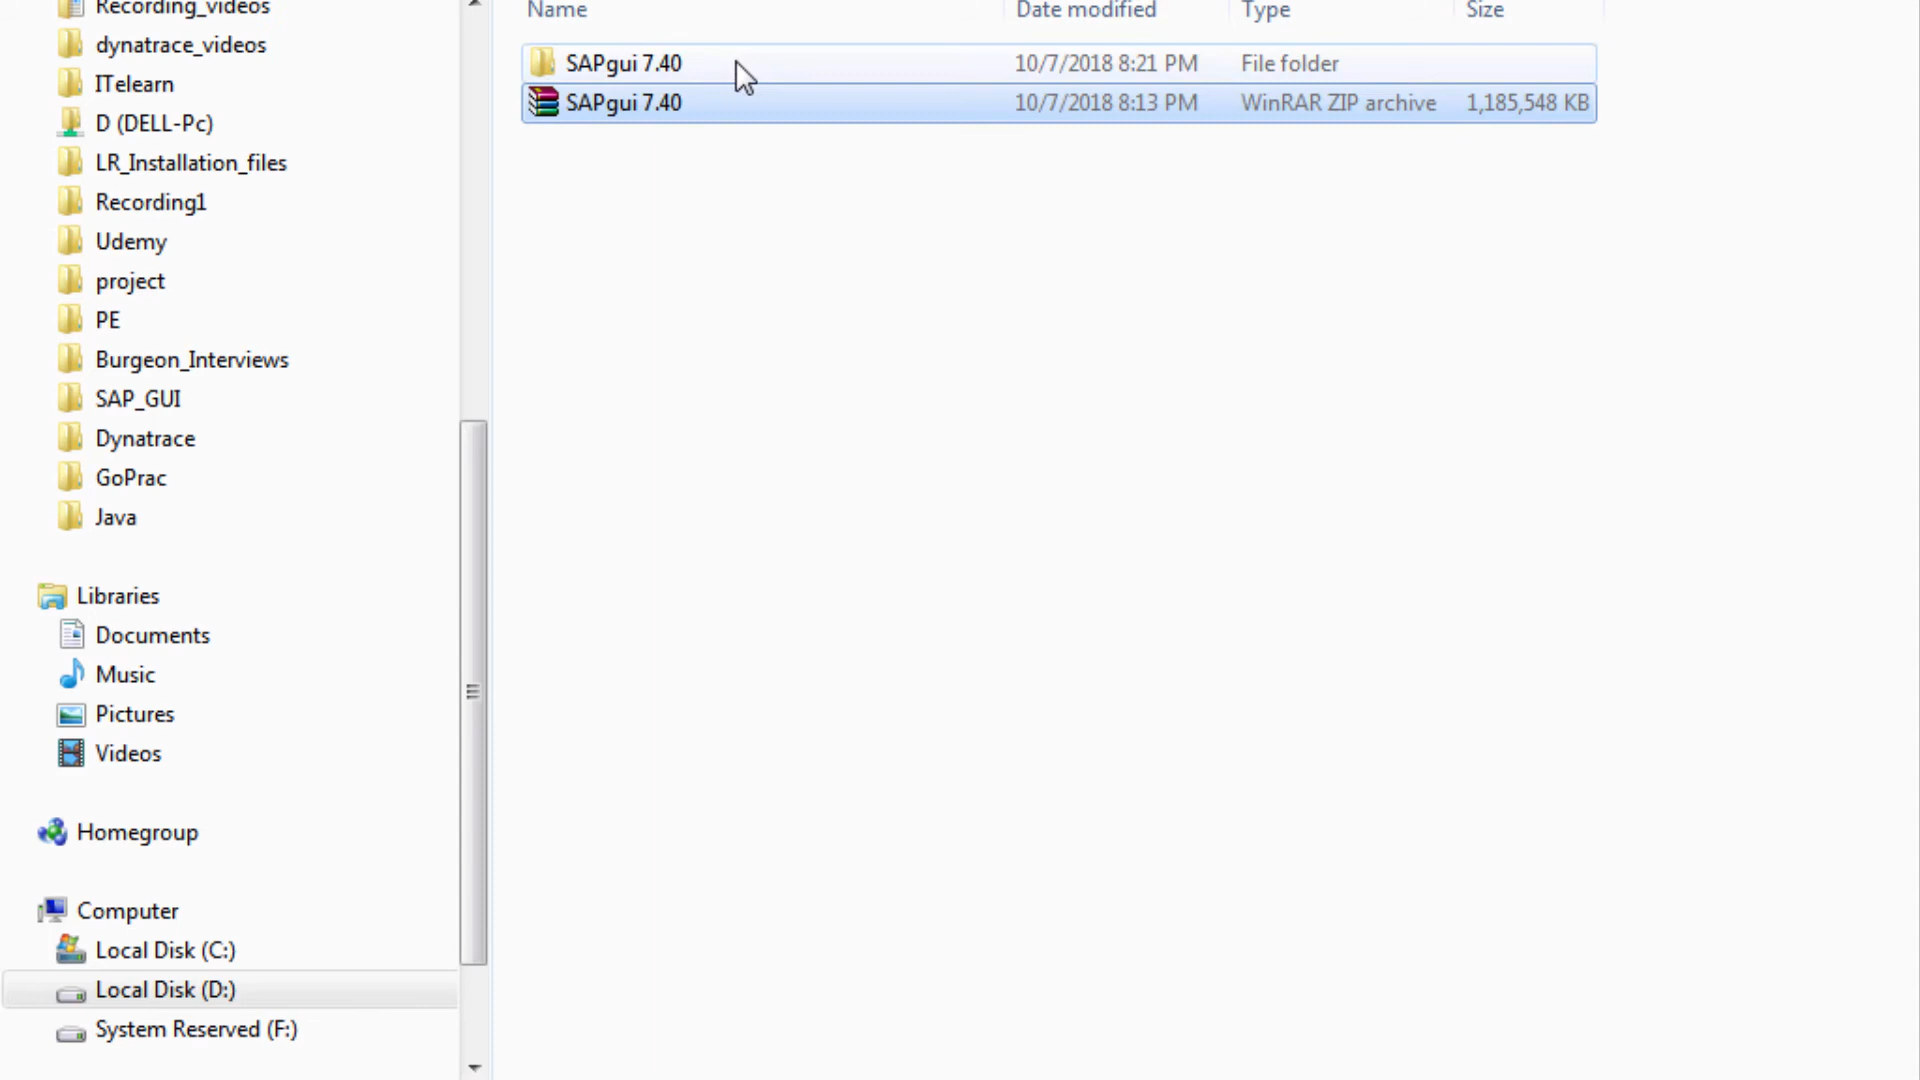 Recording_videos
dynatrace_videos
ITelearn
D (DELL-Pc)
LR_Installation_files
Recording1
Udemy
project
PE
Burgeon_Interviews
SAP_GUI
Dynatrace
GoPrac
Java
Libraries
Documents
Music
Pictures
Videos
Homegroup
Computer
Local Disk (C:)
Local Disk (D:)
System Reserved (F:)
Name Date modified Type Size
SAPgui 7.40 10/7/2018 8:21 PM File folder
SAPgui 7.40 10/7/2018 8:13 PM WinRAR ZIP archive 1,185,548 KB